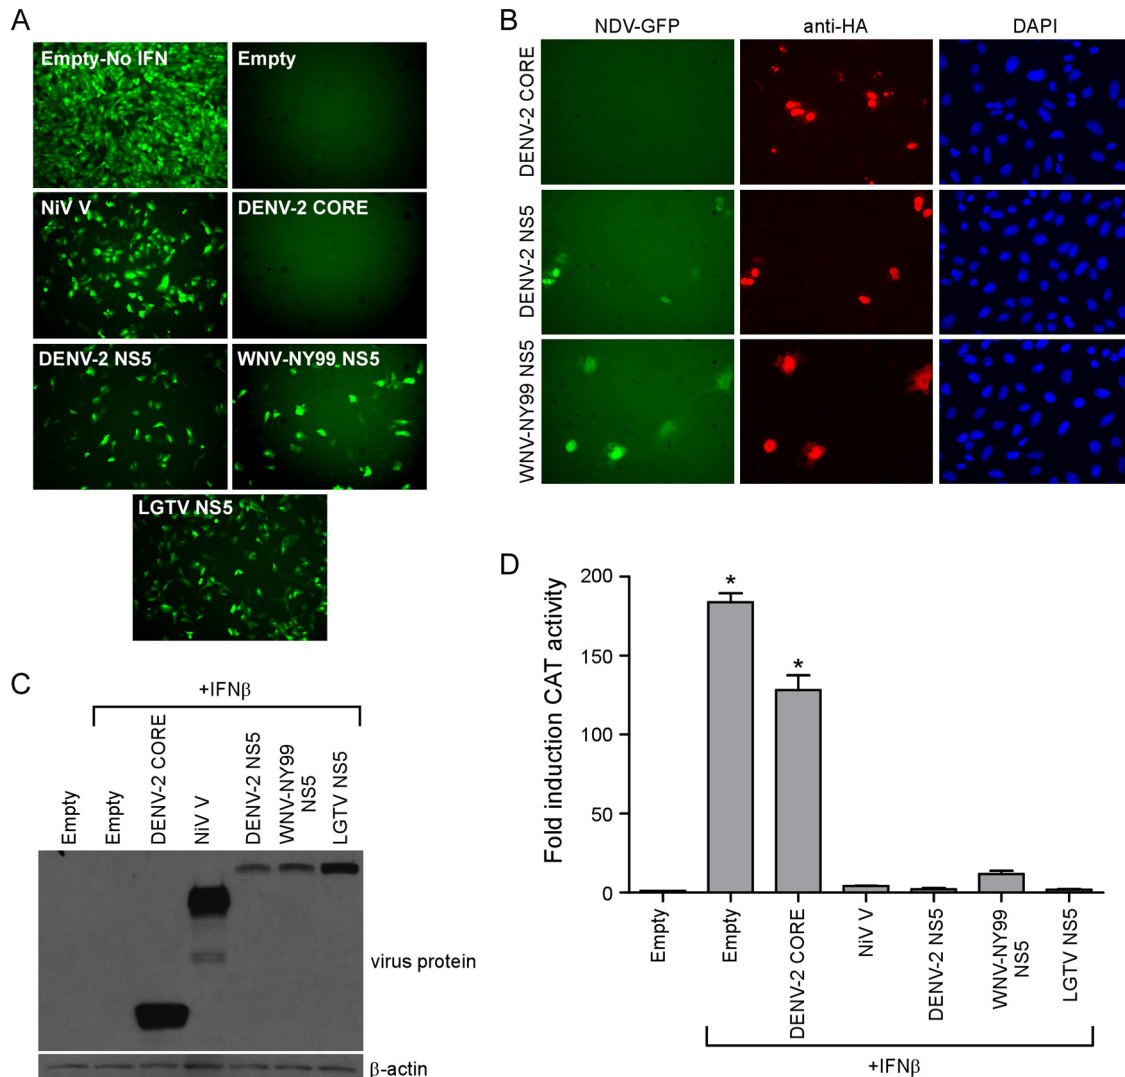 A
Empty-No IFN
Empty
NiV V
DENV-2 CORE
DENV-2 NS5
WNV-NY99 NS5
LGTV NS5
B
NDV-GFP
anti-HA
DAPI
DENV-2 CORE
DENV-2 NS5
WNV-NY99 NS5
C
+IFNβ
Empty
Empty
DENV-2 CORE
NiV V
DENV-2 NS5
WNV-NY99
NS5
LGTV NS5
virus protein
β-actin
D
Fold induction CAT activity
200
150
100
50
0
*
*
Empty
Empty
DENV-2 CORE
NiV V
DENV-2 NS5
WNV-NY99
NS5
LGTV NS5
+IFNβ